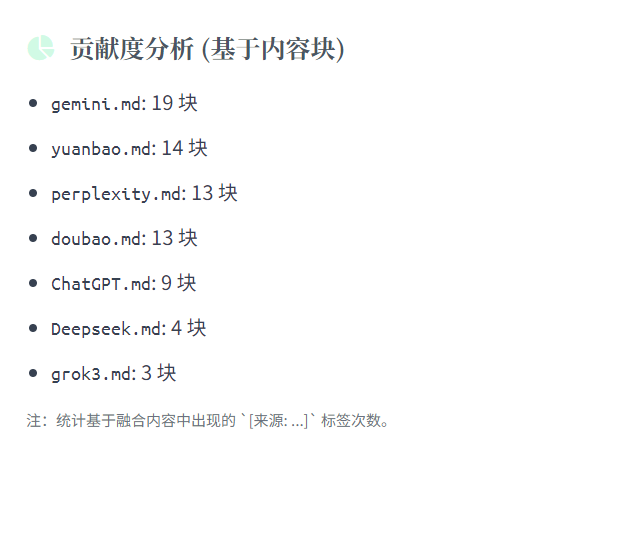 贡献度分析 (基于内容块)
gemini.md: 19 块
yuanbao.md: 14 块
perplexity.md: 13 块
doubao.md: 13 块
ChatGPT.md: 9 块
Deepseek.md: 4 块
grok3.md: 3 块
注：统计基于融合内容中出现的 `[来源: ...]` 标签次数。